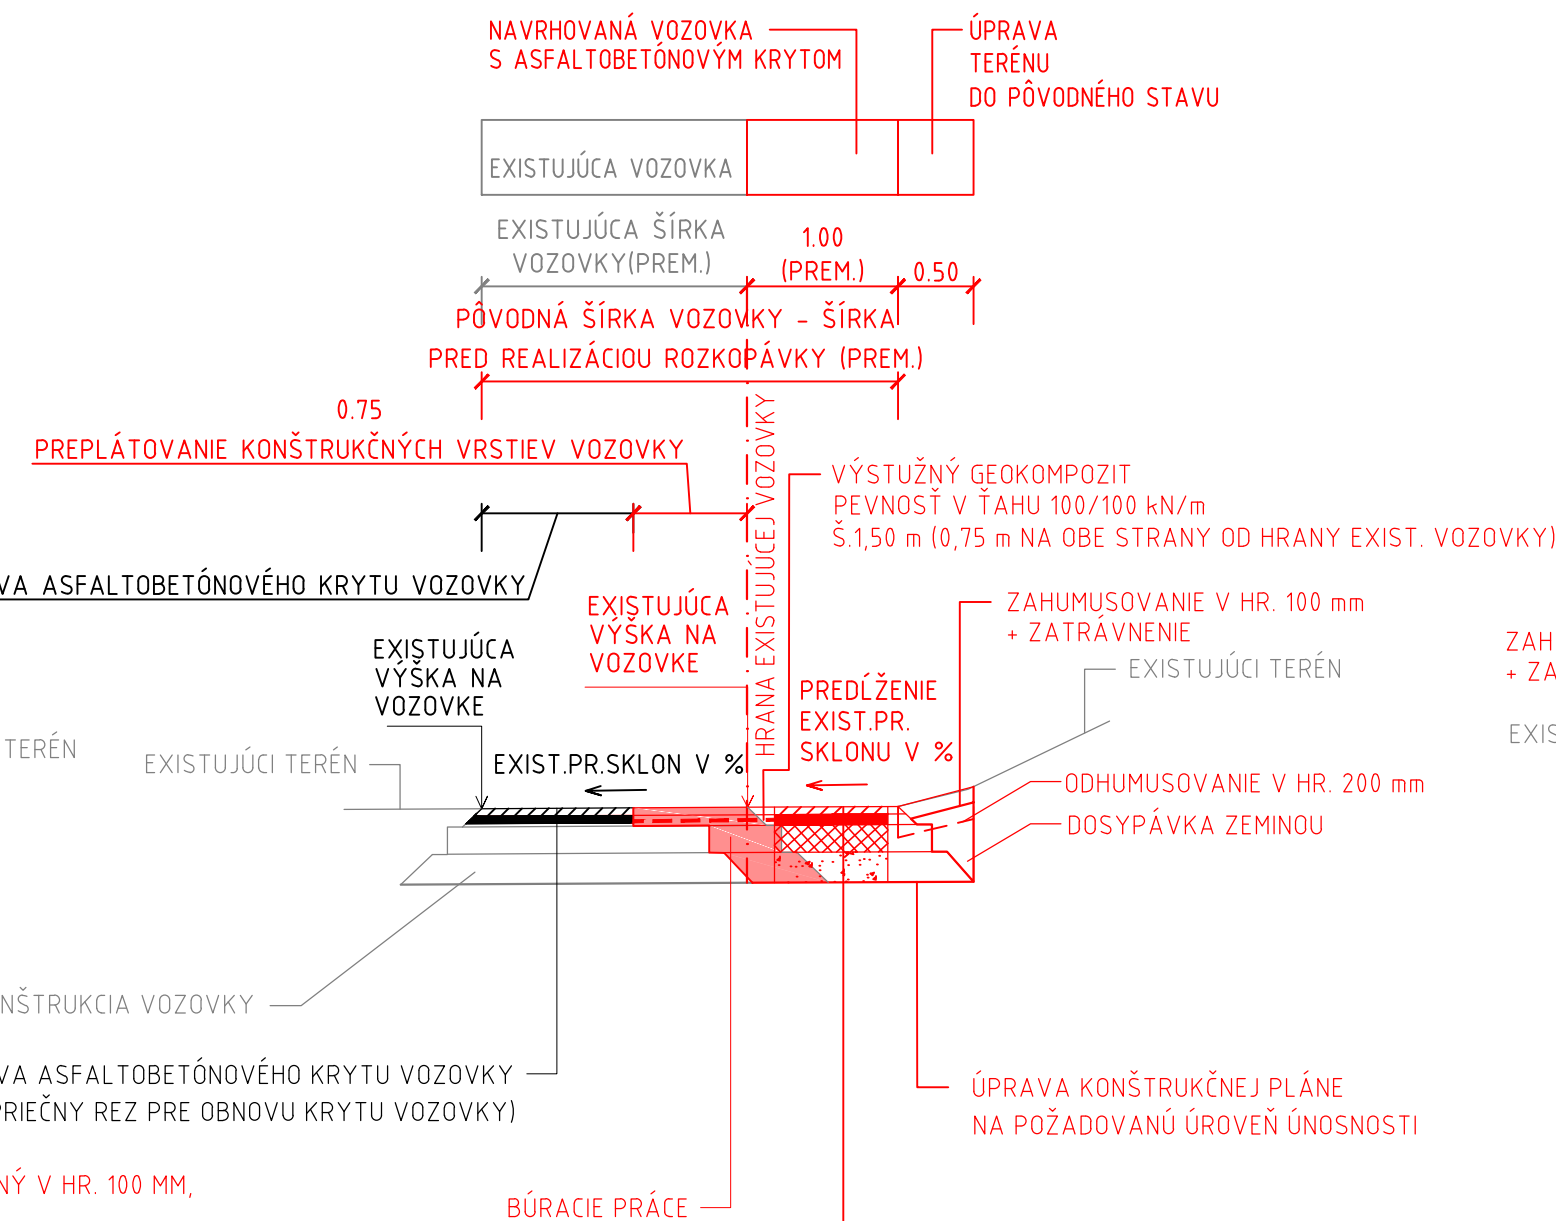 NAVRHOVANÁ VOZOVKA
S ASFALTOBETÓNOVÝM KRYTOM
ÚPRAVA
TERÉNU
DO PÔVODNÉHO STAVU
EXISTUJÚCA VOZOVKA
EXISTUJÚCA ŠÍRKA
VOZOVKY(PREM.)
1.00
(PREM.)
0.50
PÔVODNÁ ŠÍRKA VOZOVKY - ŠÍRKA
PRED REALIZÁCIOU ROZKOPÁVKY (PREM.)
0.75
PREPLÁTOVANIE KONŠTRUKČNÝCH VRSTIEV VOZOVKY
HRANA EXISTUJÚCEJ VOZOVKY
VÝSTUŽNÝ GEOKOMPOZIT
PEVNOSŤ V ŤAHU 100/100 kN/m
Š.1,50 m (0,75 m NA OBE STRANY OD HRANY EXIST. VOZOVKY)
VA ASFALTOBETÓNOVÉHO KRYTU VOZOVKY
EXISTUJÚCA
VÝŠKA NA
VOZOVKE
ZAHUMUSOVANIE V HR. 100 mm
+ ZATRÁVNENIE
ZAH
+ ZA
EXISTUJÚCA
VÝŠKA NA
VOZOVKE
EXISTUJÚCI TERÉN
PREDĹŽENIE
EXIST.PR.
SKLONU V %
EXIS
TERÉN
EXISTUJÚCI TERÉN
EXIST.PR.SKLON V %
ODHUMUSOVANIE V HR. 200 mm
DOSYPÁVKA ZEMINOU
NŠTRUKCIA VOZOVKY
VA ASFALTOBETÓNOVÉHO KRYTU VOZOVKY
PRIEČNY REZ PRE OBNOVU KRYTU VOZOVKY)
ÚPRAVA KONŠTRUKČNEJ PLÁNE
NA POŽADOVANÚ ÚROVEŇ ÚNOSNOSTI
NÝ V HR. 100 MM,
BÚRACIE PRÁCE